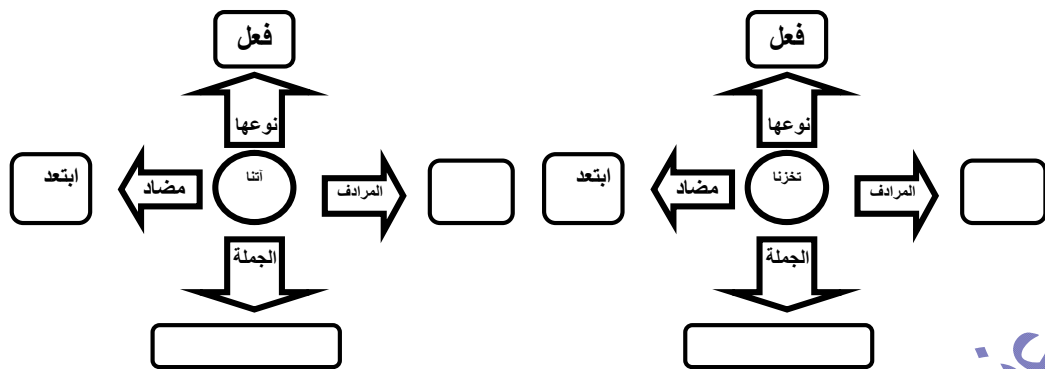 فعل
نوعها
تخزنا
المرادف
مضاد
ابتعد
الجملة
فعل
نوعها
آتنا
المرادف
مضاد
ابتعد
الجملة